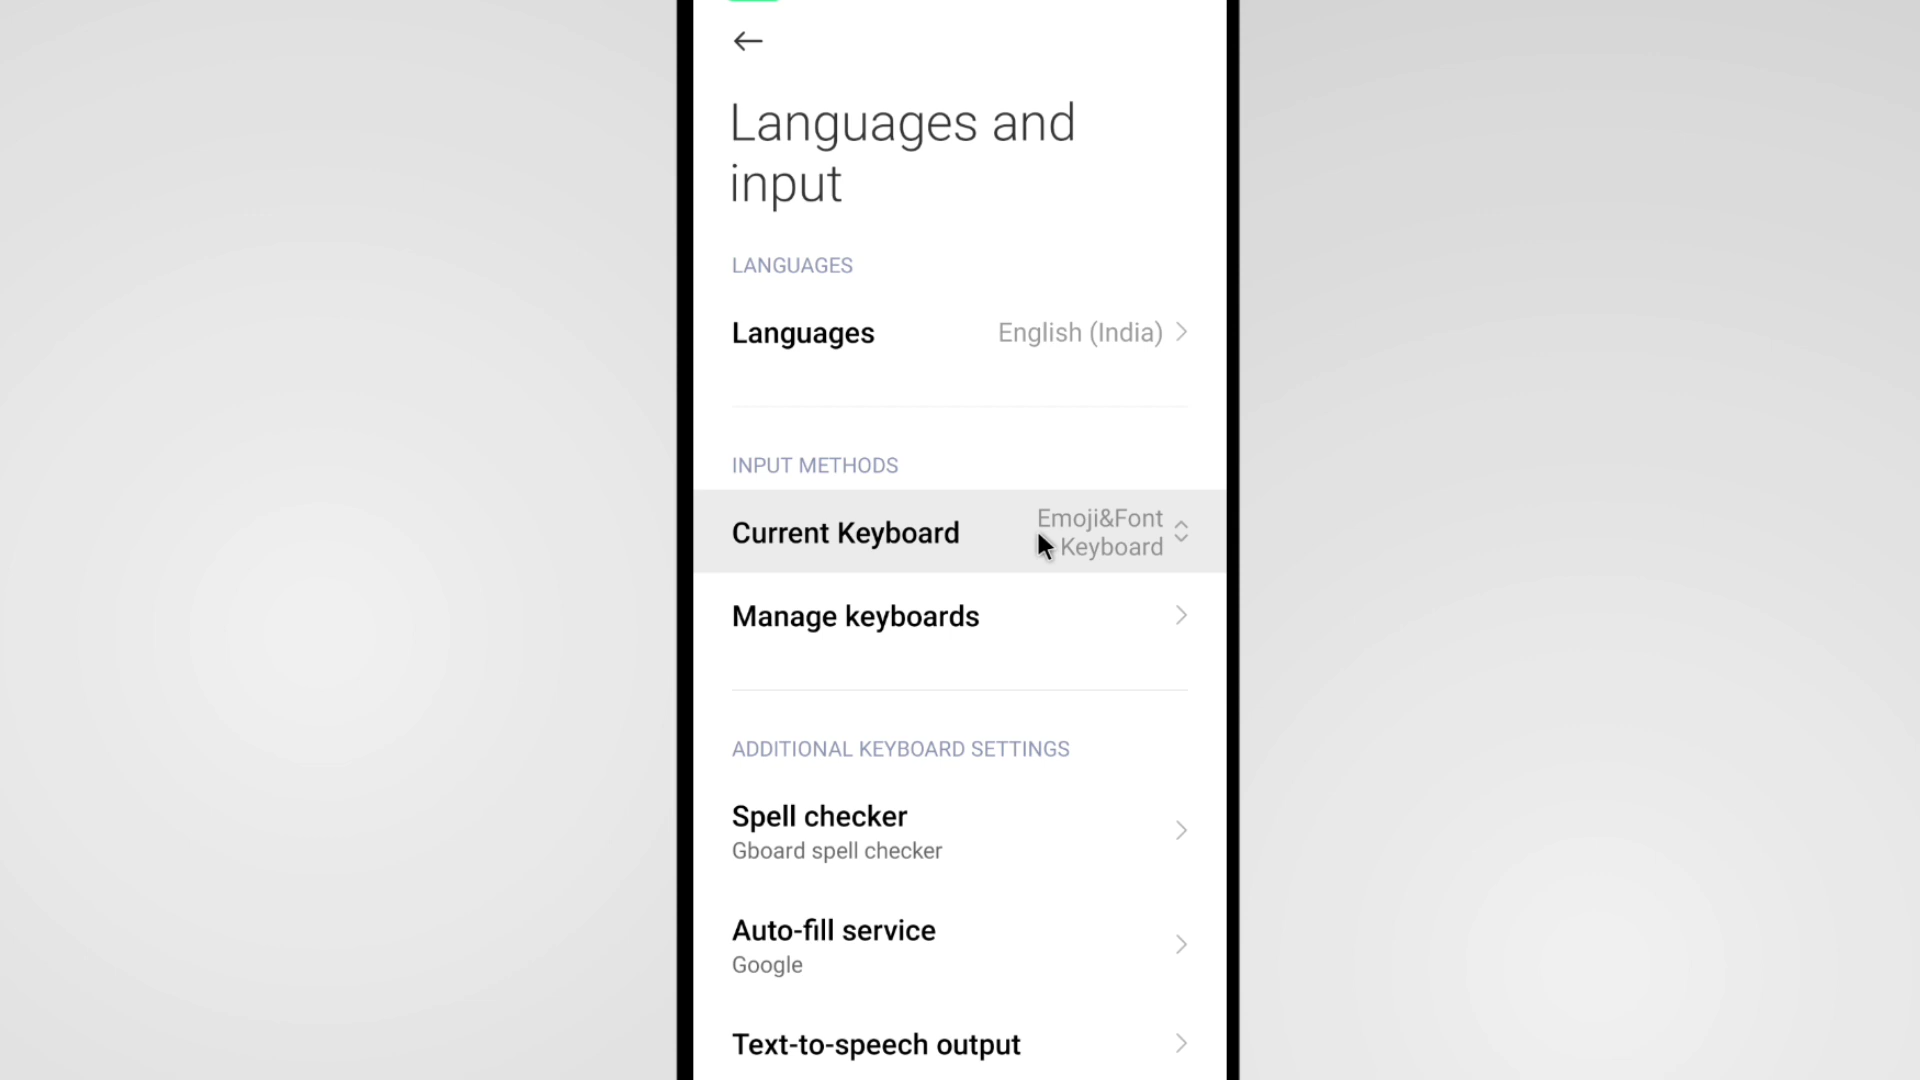 Languages and
input
LANGUAGES
Languages
English (India)
INPUT METHODS
Current Keyboard
Emoji&Font
Keyboard
Manage keyboards
ADDITIONAL KEYBOARD SETTINGS
Spell checker
Gboard spell checker
Auto-fill service
Google
Text-to-speech output